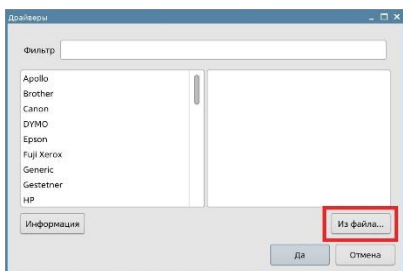 Драйверы
Фильтр
Apollo
Brother
Canon
DYMO
Epson
Fuji Xerox
Generic
Gestetner
HP
Информация
Из файла...
Да
Отмена